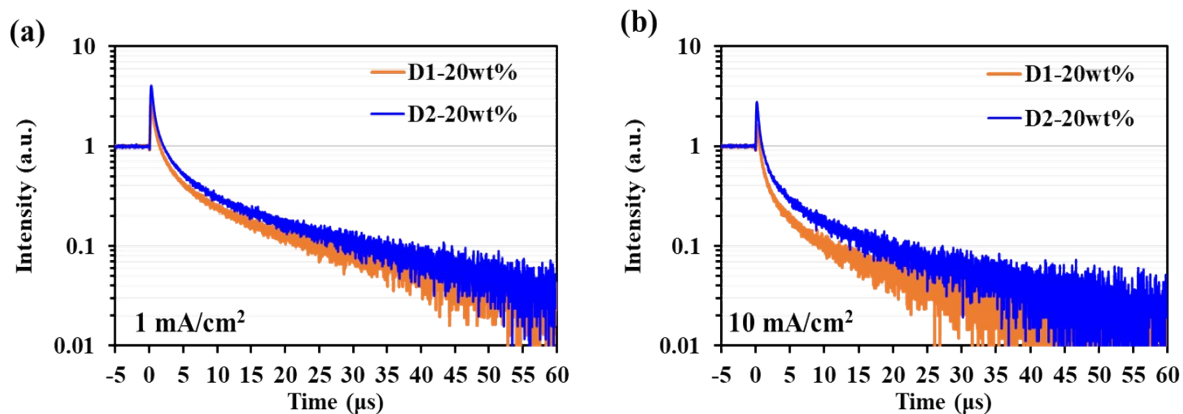 (a)
10
1
0.1
0.01
Intensity (a.u.)
D1-20wt%
D2-20wt%
1 mA/cm²
-5 0 5 10 15 20 25 30 35 40 45 50 55 60
Time (μs)
(b)
10
1
0.1
0.01
Intensity (a.u.)
D1-20wt%
D2-20wt%
10 mA/cm²
-5 0 5 10 15 20 25 30 35 40 45 50 55 60
Time (μs)